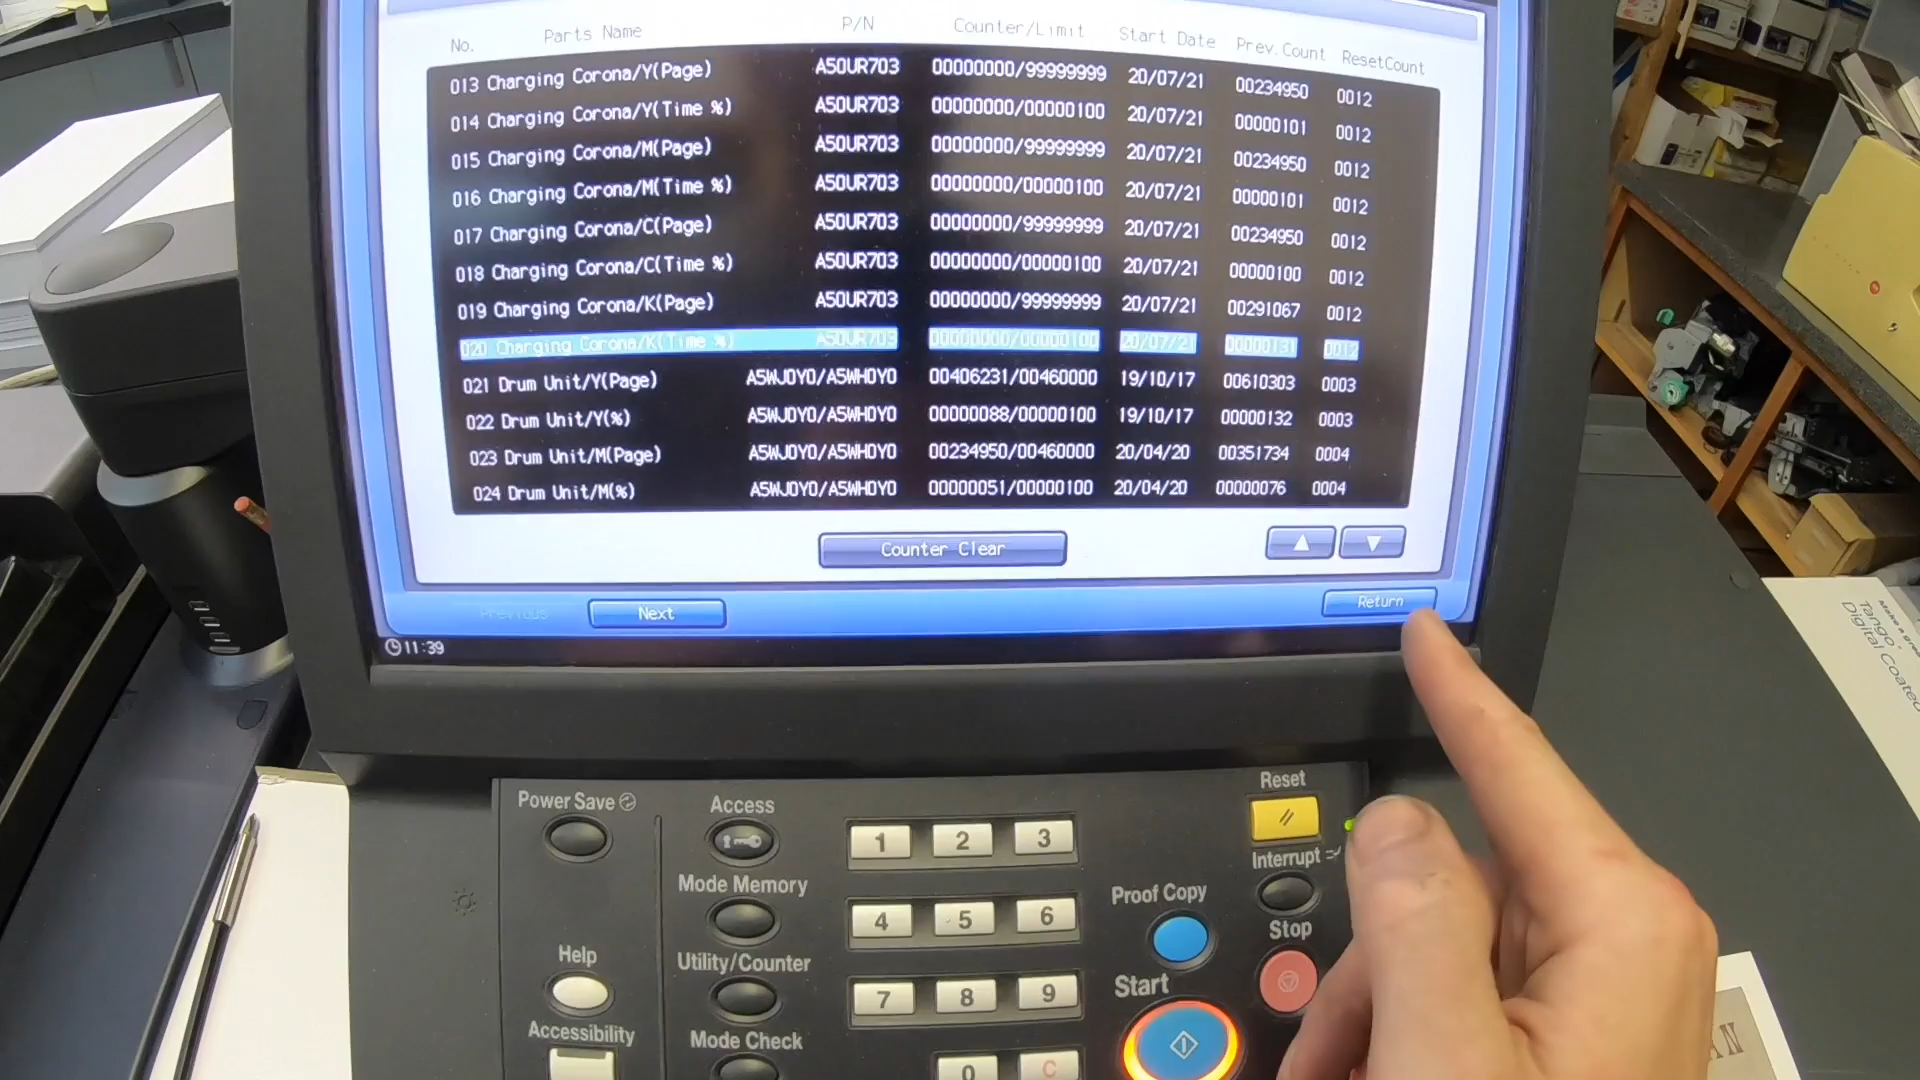 No. Parts Name P/N Counter/Limit Start Date Prev.Count ResetCount
013 Charging Corona/Y(Page) A50UR703 00000000/99999999 20/07/21 00234950 0012
014 Charging Corona/Y(Time %) A50UR703 00000000/00000100 20/07/21 00000101 0012
015 Charging Corona/M(Page) A50UR703 00000000/99999999 20/07/21 00234950 0012
016 Charging Corona/M(Time %) A50UR703 00000000/00000100 20/07/21 00000101 0012
017 Charging Corona/C(Page) A50UR703 00000000/99999999 20/07/21 00234950 0012
018 Charging Corona/C(Time %) A50UR703 00000000/00000100 20/07/21 00000100 0012
019 Charging Corona/K(Page) A50UR703 00000000/99999999 20/07/21 00291067 0012
020 Charging Corona/K(Time %) A50UR703 00000000/00000100 20/07/21 00000131 0012
021 Drum Unit/Y(Page) A5WJ0Y0/A5WH0Y0 00406231/00460000 19/10/17 00610303 0003
022 Drum Unit/Y(%) A5WJ0Y0/A5WH0Y0 00000088/00000100 19/10/17 00000132 0003
023 Drum Unit/M(Page) A5WJ0Y0/A5WH0Y0 00234950/00460000 20/04/20 00351734 0004
024 Drum Unit/M(%) A5WJ0Y0/A5WH0Y0 00000051/00000100 20/04/20 00000076 0004
Counter Clear
Previous Next Return
11:39
Power Save
Access
Mode Memory
Help
Utility/Counter
Accessibility
Mode Check
1 2 3
4 5 6
7 8 9
0 C
Reset
Interrupt
Proof Copy
Stop
Start
Make a
Tango
Digital Coated